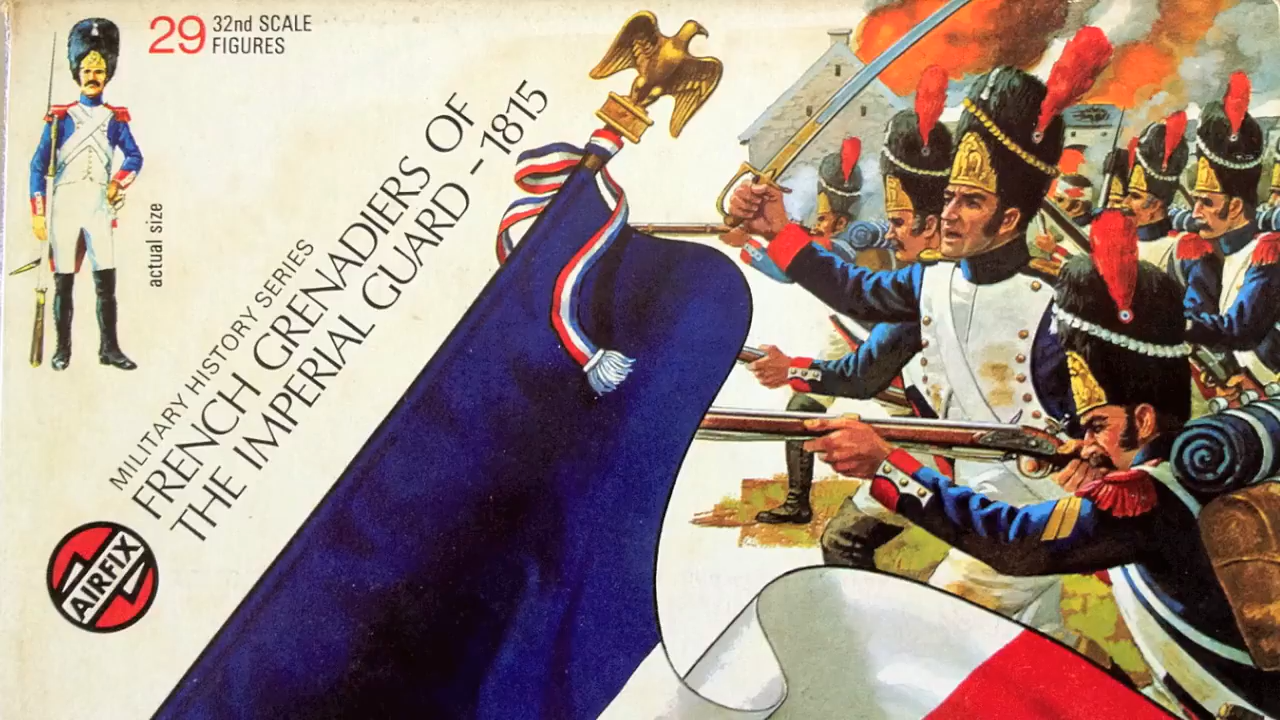 29 32nd SCALE
FIGURES
actual size
MILITARY HISTORY SERIES
FRENCH GRENADIERS OF
THE IMPERIAL GUARD – 1815
AIRFIX